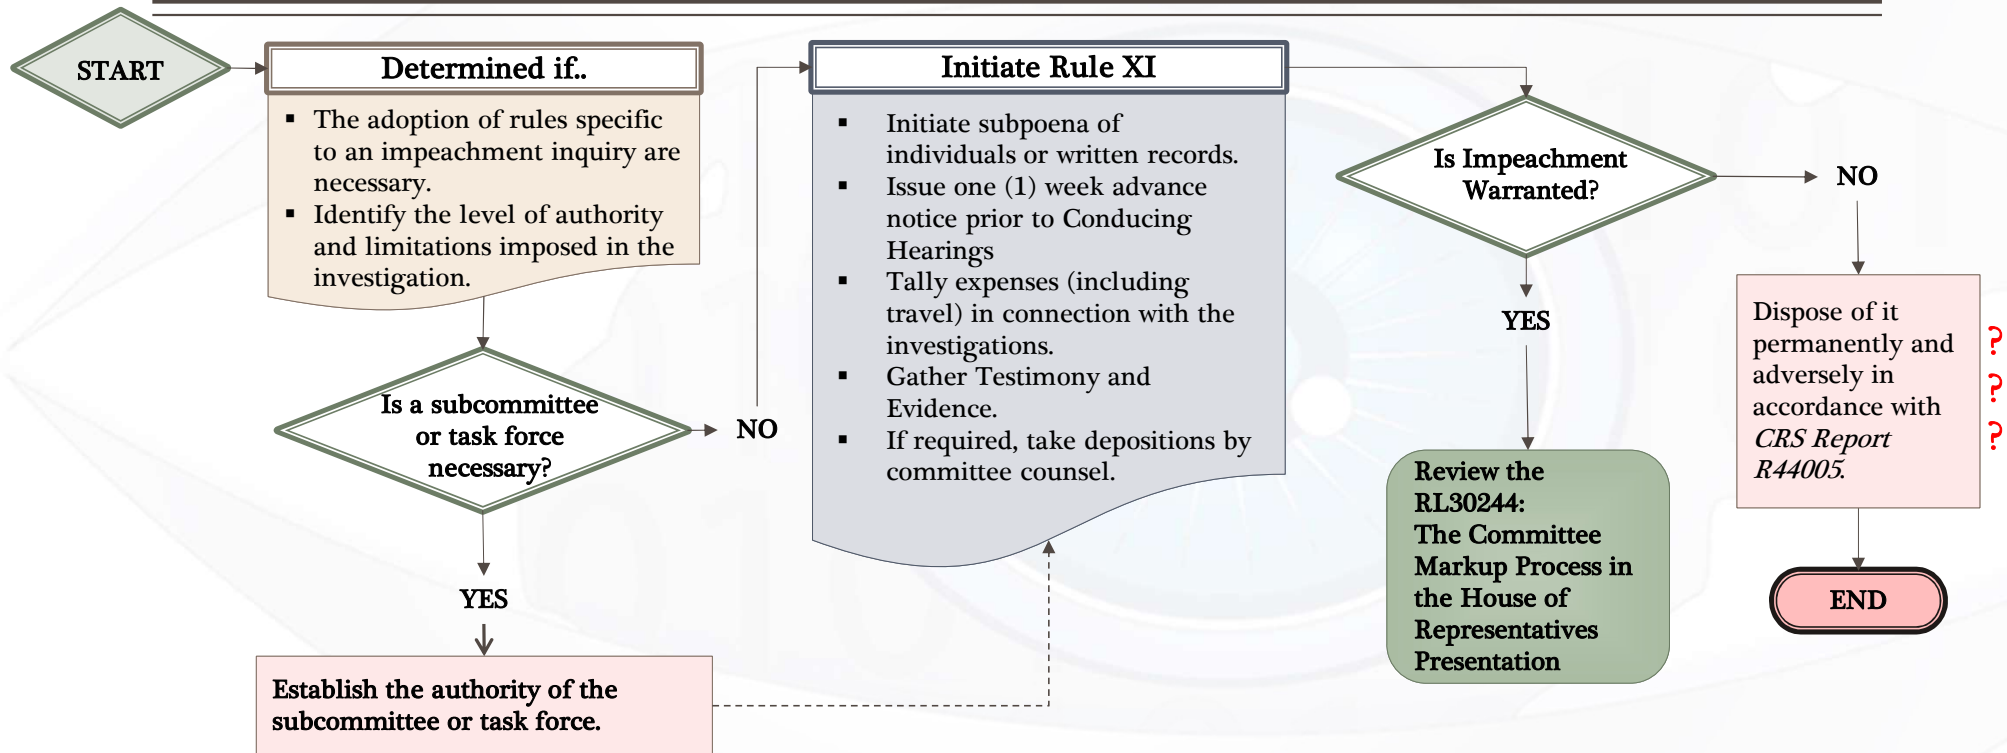 START
Determined if..
▪ The adoption of rules specific
to an impeachment inquiry are
necessary.
▪ Identify the level of authority
and limitations imposed in the
investigation.
Is a subcommittee
or task force
necessary?
NO
YES
Establish the authority of the
subcommittee or task force.
Initiate Rule XI
▪ Initiate subpoena of
individuals or written records.
▪ Issue one (1) week advance
notice prior to Conducing
Hearings
▪ Tally expenses (including
travel) in connection with the
investigations.
▪ Gather Testimony and
Evidence.
▪ If required, take depositions by
committee counsel.
Is Impeachment
Warranted?
NO
YES
Review the
RL30244:
The Committee
Markup Process in
the House of
Representatives
Presentation
Dispose of it
permanently and
adversely in
accordance with
CRS Report
R44005.
?
?
?
END